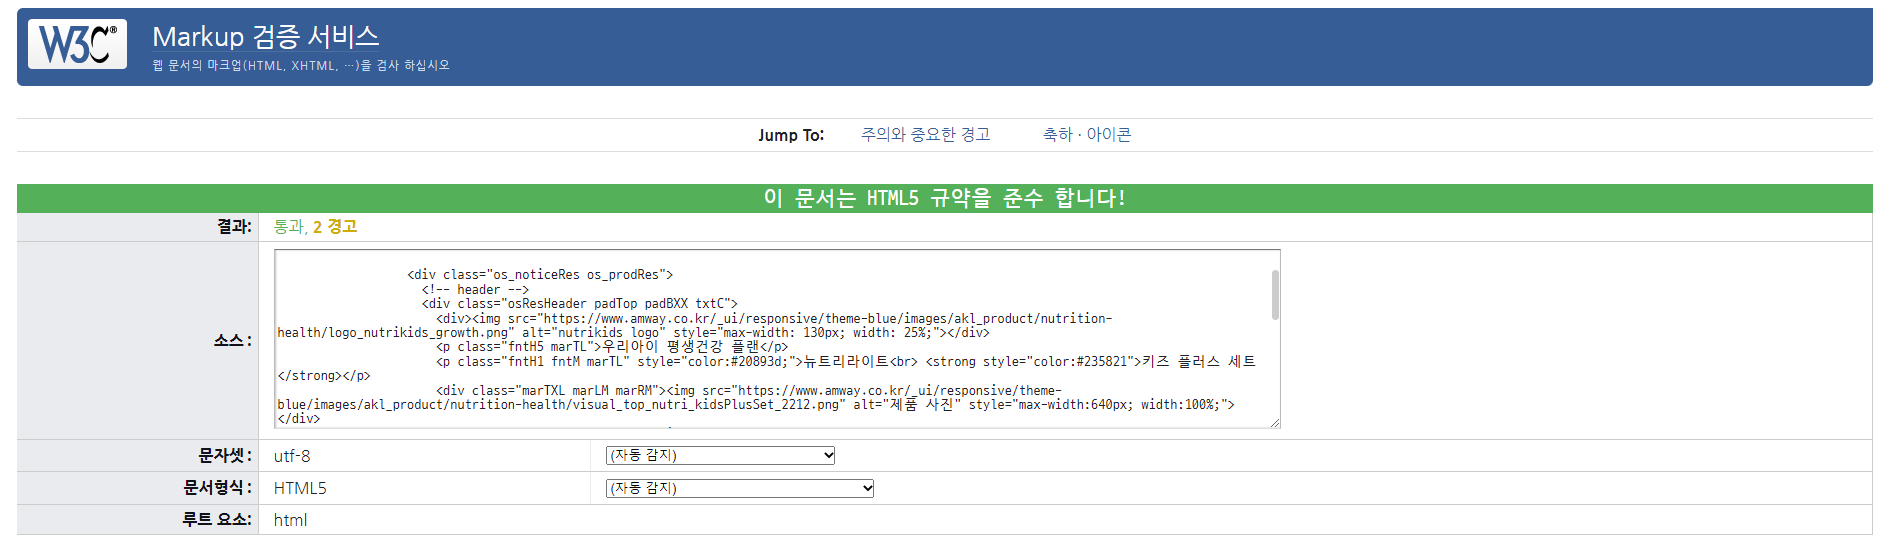 W3C®
Markup 검증 서비스
웹 문서의 마크업(HTML, XHTML, …)을 검사 하십시오
Jump To: 주의와 중요한 경고 축하 · 아이콘
이 문서는 HTML5 규약을 준수 합니다!
결과: 통과, 2 경고
소스 :
<div class="os_noticeRes os_prodRes">
<!-- header -->
<div class="osResHeader padTop padBXX txtC">
<div><img src="https://www.amway.co.kr/_ui/responsive/theme-blue/images/akl_product/nutrition-
health/logo_nutrikids_growth.png" alt="nutrikids logo" style="max-width: 130px; width: 25%;"></div>
<p class="fntH5 marTL">우리아이 평생건강 플랜</p>
<p class="fntH1 fntM marTL" style="color:#20893d;">뉴트리라이트<br> <strong style="color:#235821">키즈 플러스 세트
</strong></p>
<div class="marTXL marLM marRM"><img src="https://www.amway.co.kr/_ui/responsive/theme-
blue/images/akl_product/nutrition-health/visual_top_nutri_kidsPlusSet_2212.png" alt="제품 사진" style="max-width:640px; width:100%;">
</div>
문자셋 : utf-8 (자동 감지)
문서형식 : HTML5 (자동 감지)
루트 요소: html